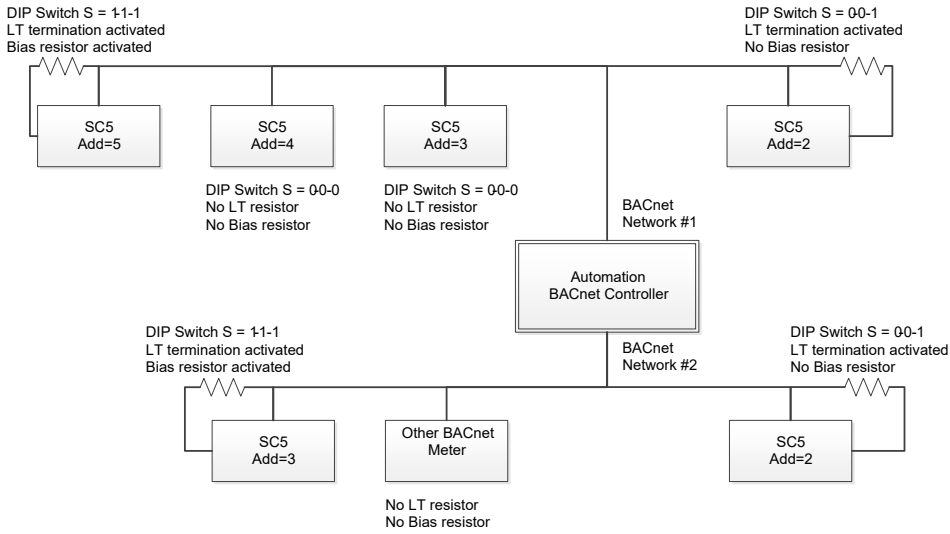 DIP Switch S = 1-1-1
LT termination activated
Bias resistor activated
DIP Switch S = 0-0-1
LT termination activated
No Bias resistor
SC5
Add=5
SC5
Add=4
SC5
Add=3
SC5
Add=2
DIP Switch S = 0-0-0
No LT resistor
No Bias resistor
DIP Switch S = 0-0-0
No LT resistor
No Bias resistor
BACnet
Network #1
Automation
BACnet Controller
BACnet
Network #2
DIP Switch S = 1-1-1
LT termination activated
Bias resistor activated
DIP Switch S = 0-0-1
LT termination activated
No Bias resistor
SC5
Add=3
Other BACnet
Meter
SC5
Add=2
No LT resistor
No Bias resistor